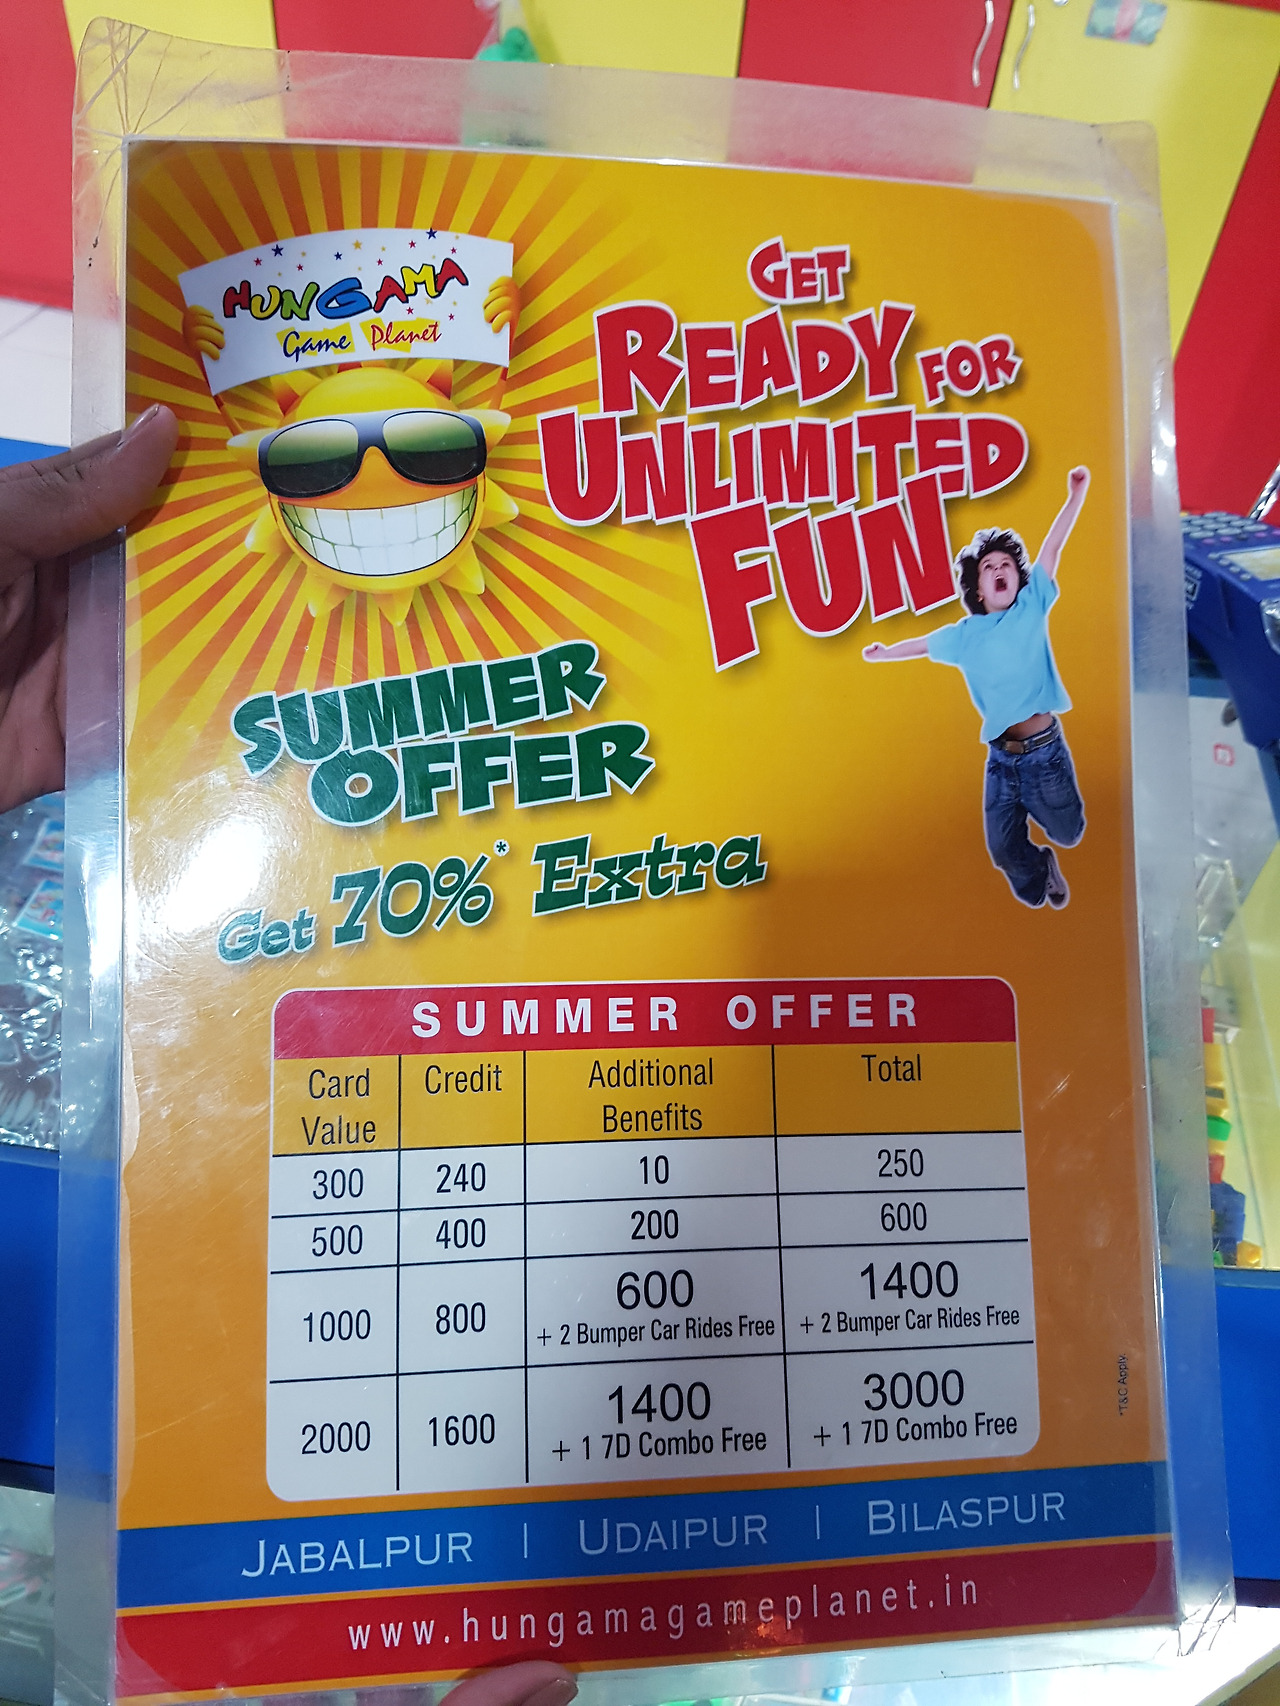 HUNGAMA
Game Planet
GET
READY FOR
UNLIMITED
FUN
SUMMER
OFFER
Get 70%* Extra
SUMMER OFFER
Card Value Credit Additional Benefits Total
300 240 10 250
500 400 200 600
1000 800 600 + 2 Bumper Car Rides Free 1400 + 2 Bumper Car Rides Free
2000 1600 1400 + 1 7D Combo Free 3000 + 1 7D Combo Free
*T&C Apply.
JABALPUR | UDAIPUR | BILASPUR
www.hungamagameplanet.in